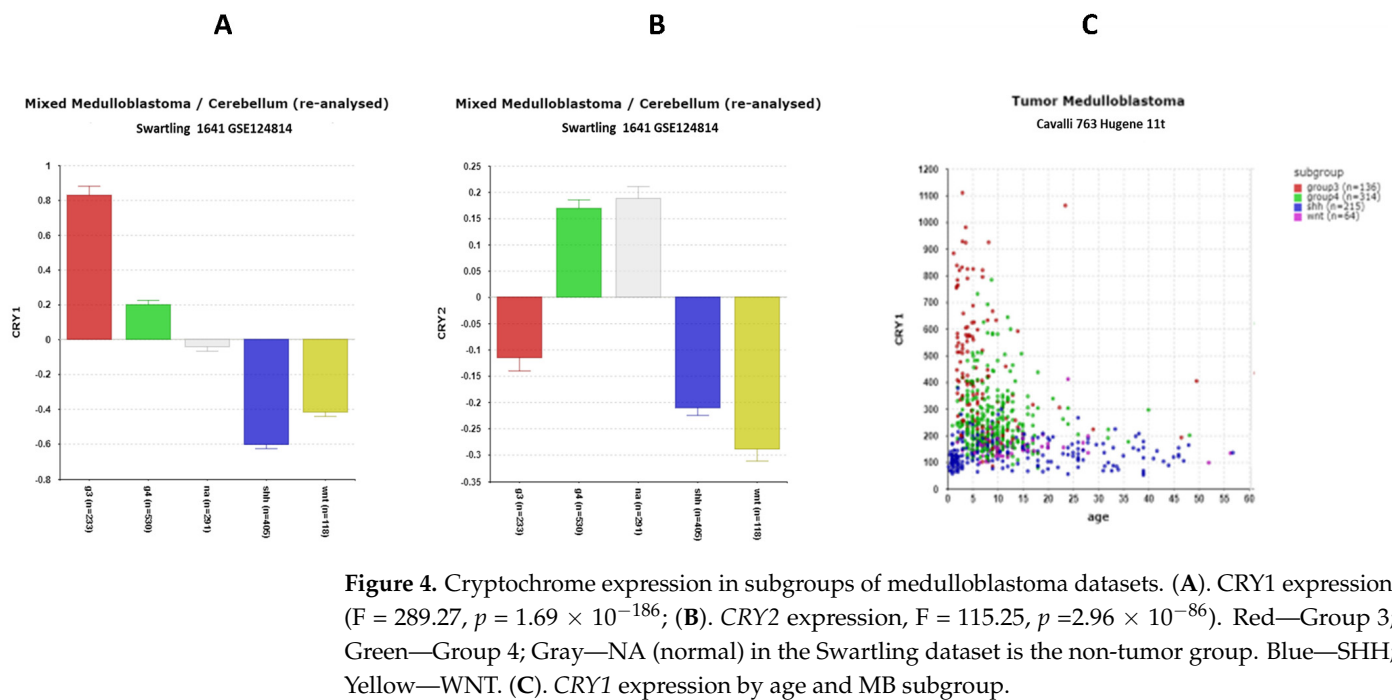 A
B
C
Mixed Medulloblastoma / Cerebellum (re-analysed)
Swartling 1641 GSE124814
CRY1
1
0.8
0.6
0.4
0.2
0
-0.2
-0.4
-0.6
-0.8
g3 (n=233)
g4 (n=530)
na (n=291)
shh (n=405)
wnt (n=118)
Mixed Medulloblastoma / Cerebellum (re-analysed)
Swartling 1641 GSE124814
CRY2
0.25
0.2
0.15
0.1
0.05
0
-0.05
-0.1
-0.15
-0.2
-0.25
-0.3
-0.35
g3 (n=233)
g4 (n=530)
na (n=291)
shh (n=405)
wnt (n=118)
Tumor Medulloblastoma
Cavalli 763 Hugene 11t
CRY1
1200
1100
1000
900
800
700
600
500
400
300
200
100
0
0 5 10 15 20 25 30 35 40 45 50 55 60
age
subgroup
group3 (n=136)
group4 (n=314)
shh (n=215)
wnt (n=64)
Figure 4. Cryptochrome expression in subgroups of medulloblastoma datasets. (A). CRY1 expression
(F = 289.27, p = 1.69 × 10⁻¹⁸⁶; (B). CRY2 expression, F = 115.25, p =2.96 × 10⁻⁸⁶). Red—Group 3,
Green—Group 4; Gray—NA (normal) in the Swartling dataset is the non-tumor group. Blue—SHH,
Yellow—WNT. (C). CRY1 expression by age and MB subgroup.